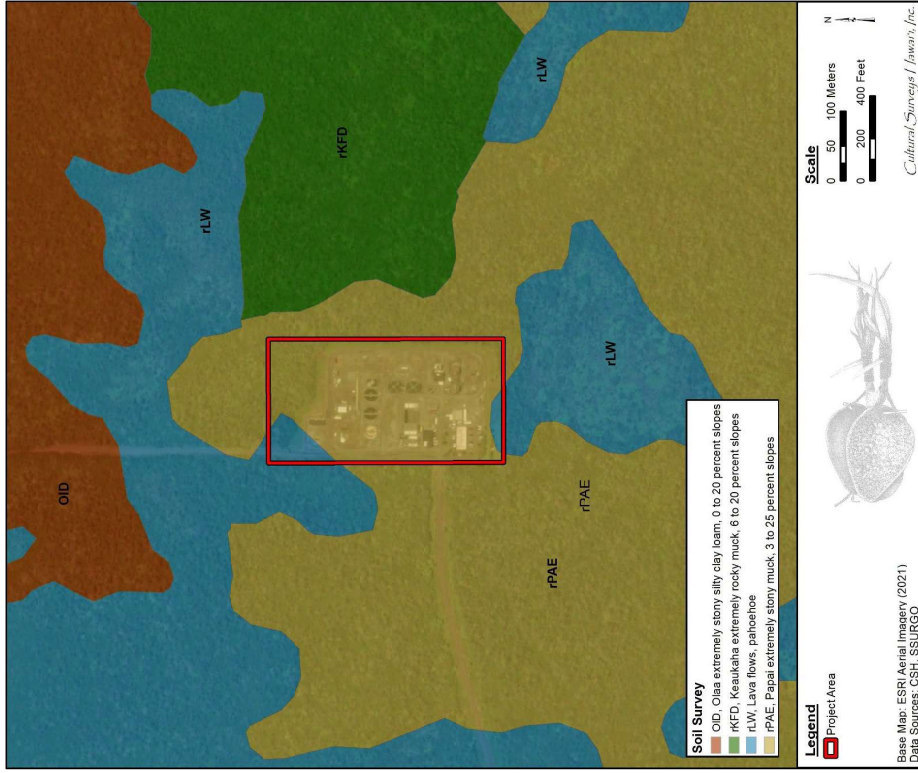 OID
rLW
rKFD
rLW
rLW
rPAE
rPAE
Soil Survey
OID, Olaa extremely stony silty clay loam, 0 to 20 percent slopes
rKFD, Keaukaha extremely rocky muck, 6 to 20 percent slopes
rLW, Lava flows, pahoehoe
rPAE, Papai extremely stony muck, 3 to 25 percent slopes
Legend
Project Area
Base Map: ESRI Aerial Imagery (2021)
Data Sources: CSH, SSURGO
Scale
N
0 50 100 Meters
0 200 400 Feet
Cultural Surveys Hawai'i, Inc.